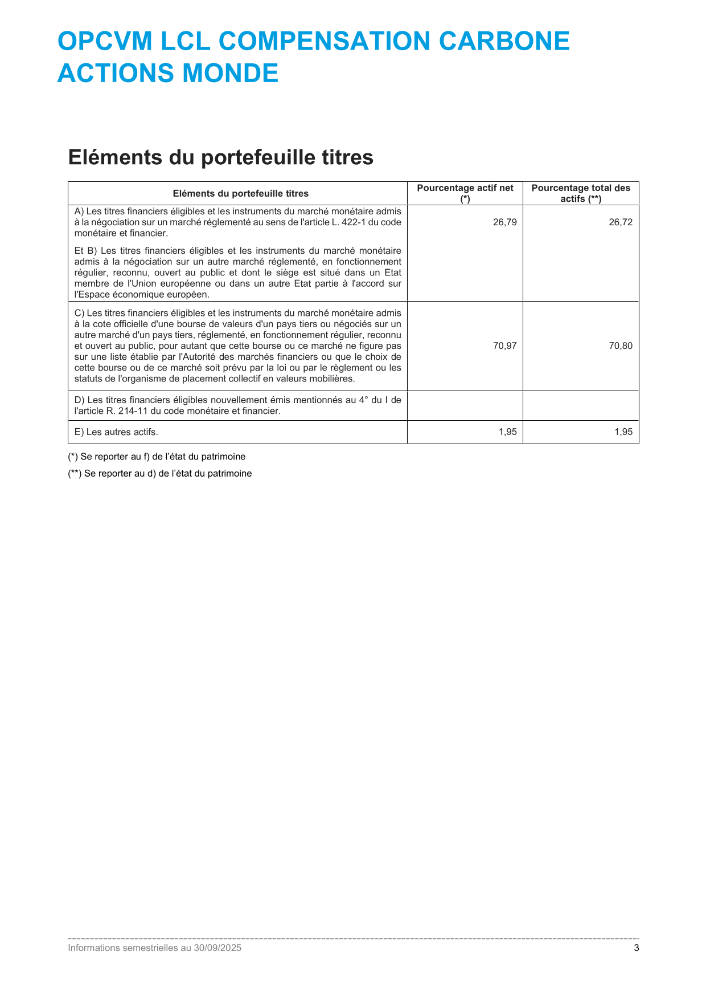 OPCVM LCL COMPENSATION CARBONE
ACTIONS MONDE
Eléments du portefeuille titres
Eléments du portefeuille titres
Pourcentage actif net
(*)
Pourcentage total des
actifs (**)
A) Les titres financiers éligibles et les instruments du marché monétaire admis
à la négociation sur un marché réglementé au sens de l'article L. 422-1 du code
monétaire et financier.
26,79
26,72
Et B) Les titres financiers éligibles et les instruments du marché monétaire
admis à la négociation sur un autre marché réglementé, en fonctionnement
régulier, reconnu, ouvert au public et dont le siège est situé dans un Etat
membre de l'Union européenne ou dans un autre Etat partie à l'accord sur
l'Espace économique européen.
C) Les titres financiers éligibles et les instruments du marché monétaire admis
à la cote officielle d'une bourse de valeurs d'un pays tiers ou négociés sur un
autre marché d'un pays tiers, réglementé, en fonctionnement régulier, reconnu
et ouvert au public, pour autant que cette bourse ou ce marché ne figure pas
sur une liste établie par l'Autorité des marchés financiers ou que le choix de
cette bourse ou de ce marché soit prévu par la loi ou par le règlement ou les
statuts de l'organisme de placement collectif en valeurs mobilières.
70,97
70,80
D) Les titres financiers éligibles nouvellement émis mentionnés au 4° du I de
l'article R. 214-11 du code monétaire et financier.
E) Les autres actifs.
1,95
1,95
(*) Se reporter au f) de l’état du patrimoine
(**) Se reporter au d) de l’état du patrimoine
Informations semestrielles au 30/09/2025
3